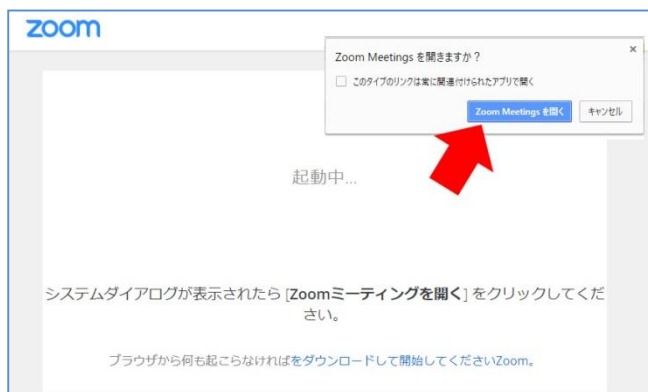 zoom
Zoom Meetings を開きますか？
×
このタイプのリンクは常に関連付けられたアプリで開く
Zoom Meetings を開く
キャンセル
起動中...
システムダイアログが表示されたら [Zoomミーティングを開く] をクリックしてくだ
さい。
ブラウザから何も起こらなければをダウンロードして開始してくださいZoom。